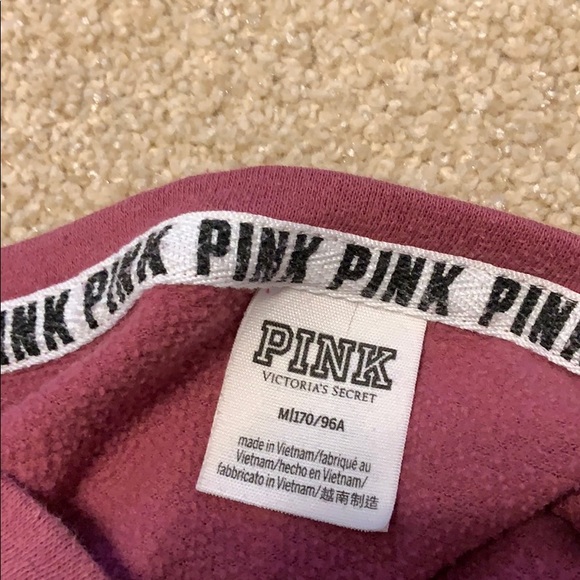 INK PINK PINK PINK PINK
PINK
VICTORIA'S SECRET
M|170/96A
made in Vietnam/fabriqué au
Vietnam/hecho en Vietnam/
fabbricato in Vietnam/越南制造